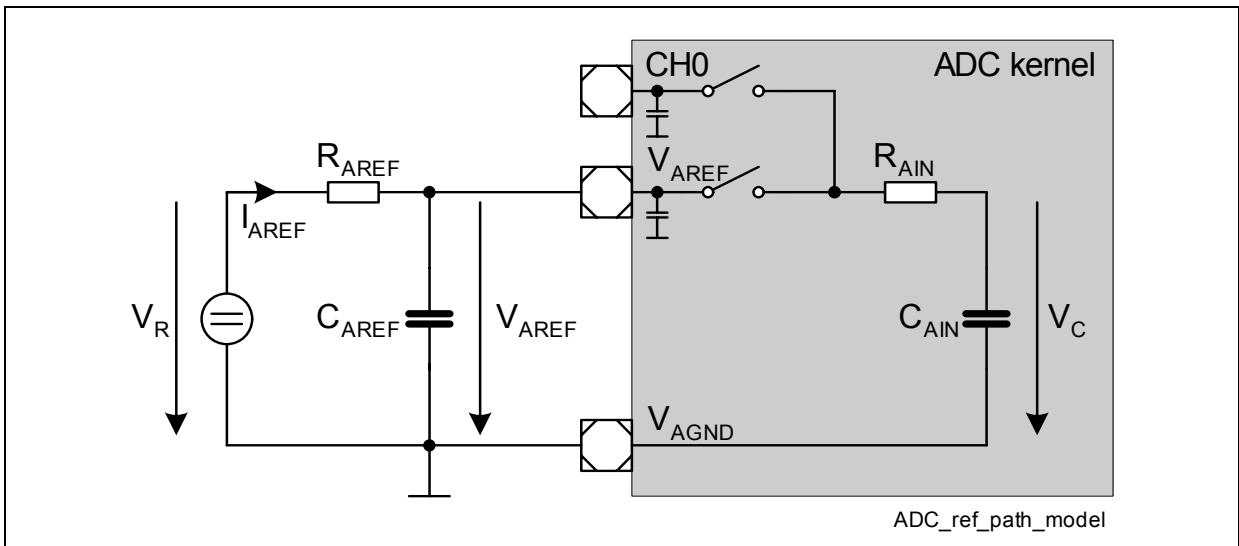 CH0
ADC kernel
R_AREF
V_AREF
R_AIN
I_AREF
V_R
C_AREF
V_AREF
C_AIN
V_C
V_AGND
ADC_ref_path_model